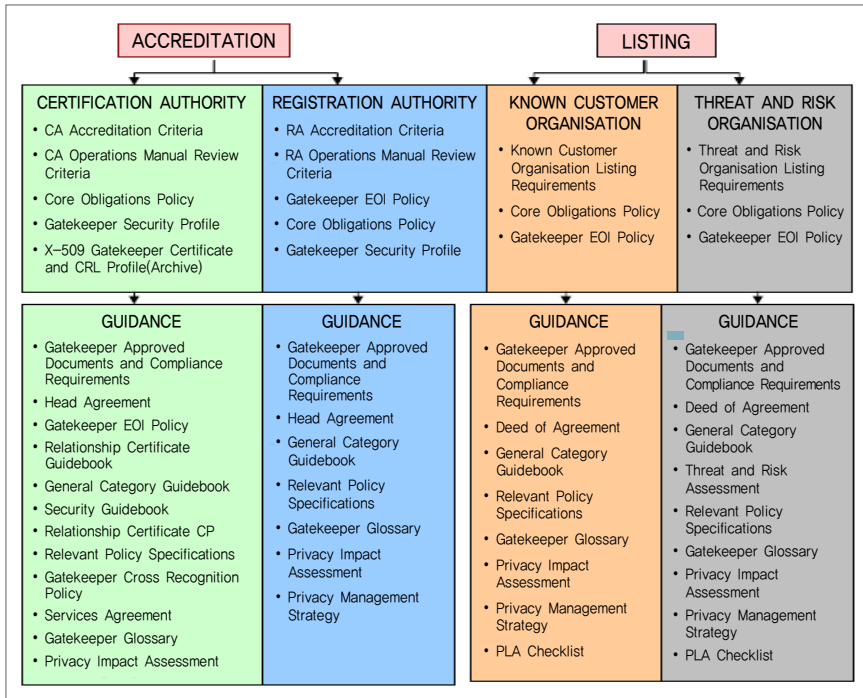 ACCREDITATION
LISTING
CERTIFICATION AUTHORITY
• CA Accreditation Criteria
• CA Operations Manual Review
Criteria
• Core Obligations Policy
• Gatekeeper Security Profile
• X-509 Gatekeeper Certificate
and CRL Profile(Archive)
REGISTRATION AUTHORITY
• RA Accreditation Criteria
• RA Operations Manual Review
Criteria
• Gatekeeper EOI Policy
• Core Obligations Policy
• Gatekeeper Security Profile
KNOWN CUSTOMER
ORGANISATION
• Known Customer
Organisation Listing
Requirements
• Core Obligations Policy
• Gatekeeper EOI Policy
THREAT AND RISK
ORGANISATION
• Threat and Risk
Organisation Listing
Requirements
• Core Obligations Policy
• Gatekeeper EOI Policy
GUIDANCE
• Gatekeeper Approved
Documents and Compliance
Requirements
• Head Agreement
• Gatekeeper EOI Policy
• Relationship Certificate
Guidebook
• General Category Guidebook
• Security Guidebook
• Relationship Certificate CP
• Relevant Policy Specifications
• Gatekeeper Cross Recognition
Policy
• Services Agreement
• Gatekeeper Glossary
• Privacy Impact Assessment
GUIDANCE
• Gatekeeper Approved
Documents and
Compliance
Requirements
• Head Agreement
• General Category
Guidebook
• Relevant Policy
Specifications
• Gatekeeper Glossary
• Privacy Impact
Assessment
• Privacy Management
Strategy
GUIDANCE
• Gatekeeper Approved
Documents and
Compliance
Requirements
• Deed of Agreement
• General Category
Guidebook
• Relevant Policy
Specifications
• Gatekeeper Glossary
• Privacy Impact
Assessment
• Privacy Management
Strategy
• PLA Checklist
GUIDANCE
• Gatekeeper Approved
Documents and
Compliance Requirements
• Deed of Agreement
• General Category
Guidebook
• Threat and Risk
Assessment
• Relevant Policy
Specifications
• Gatekeeper Glossary
• Privacy Impact
Assessment
• Privacy Management
Strategy
• PLA Checklist